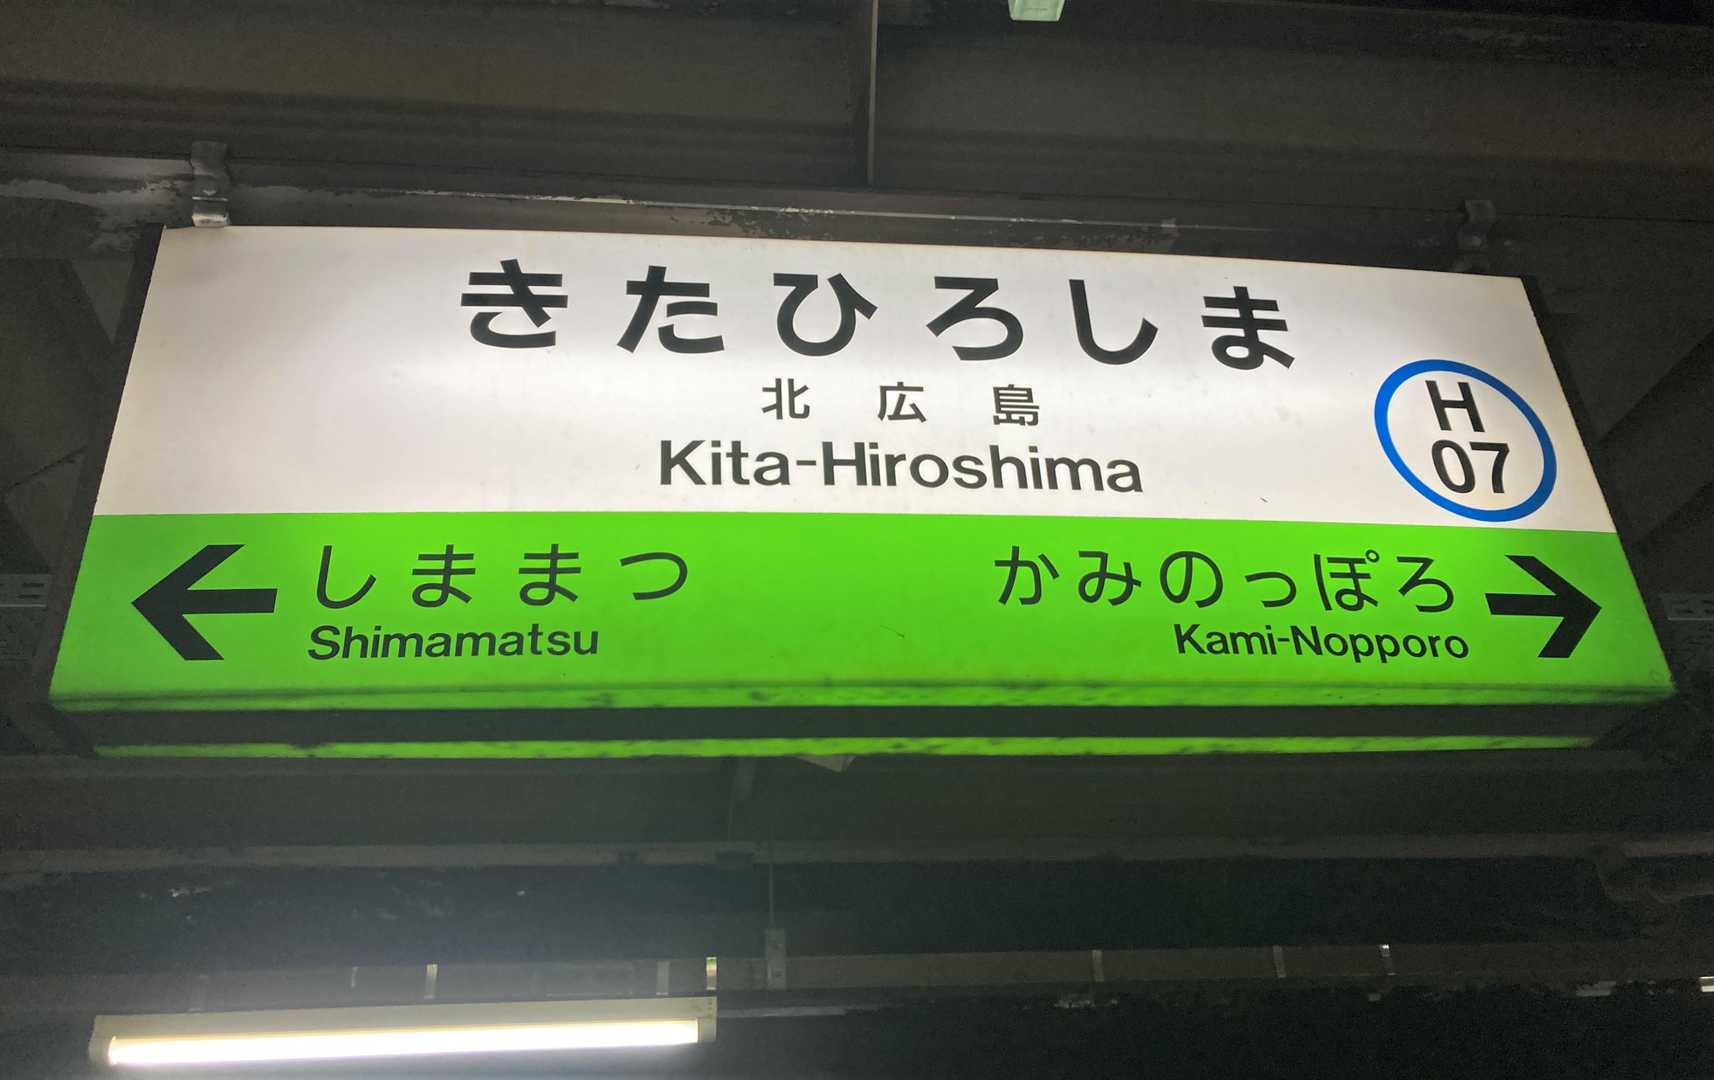 きたひろしま
北広島
Kita-Hiroshima
H
07
しままつ
Shimamatsu
かみのっぽろ
Kami-Nopporo